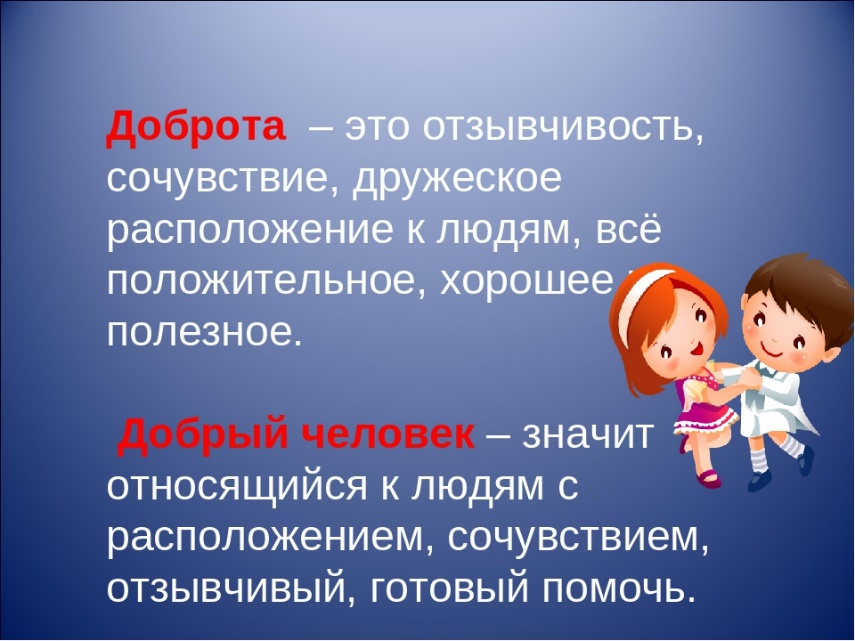 Доброта – это отзывчивость,
сочувствие, дружеское
расположение к людям, всё
положительное, хорошее
полезное.
Добрый человек – значит
относящийся к людям с
расположением, сочувствием,
отзывчивый, готовый помочь.